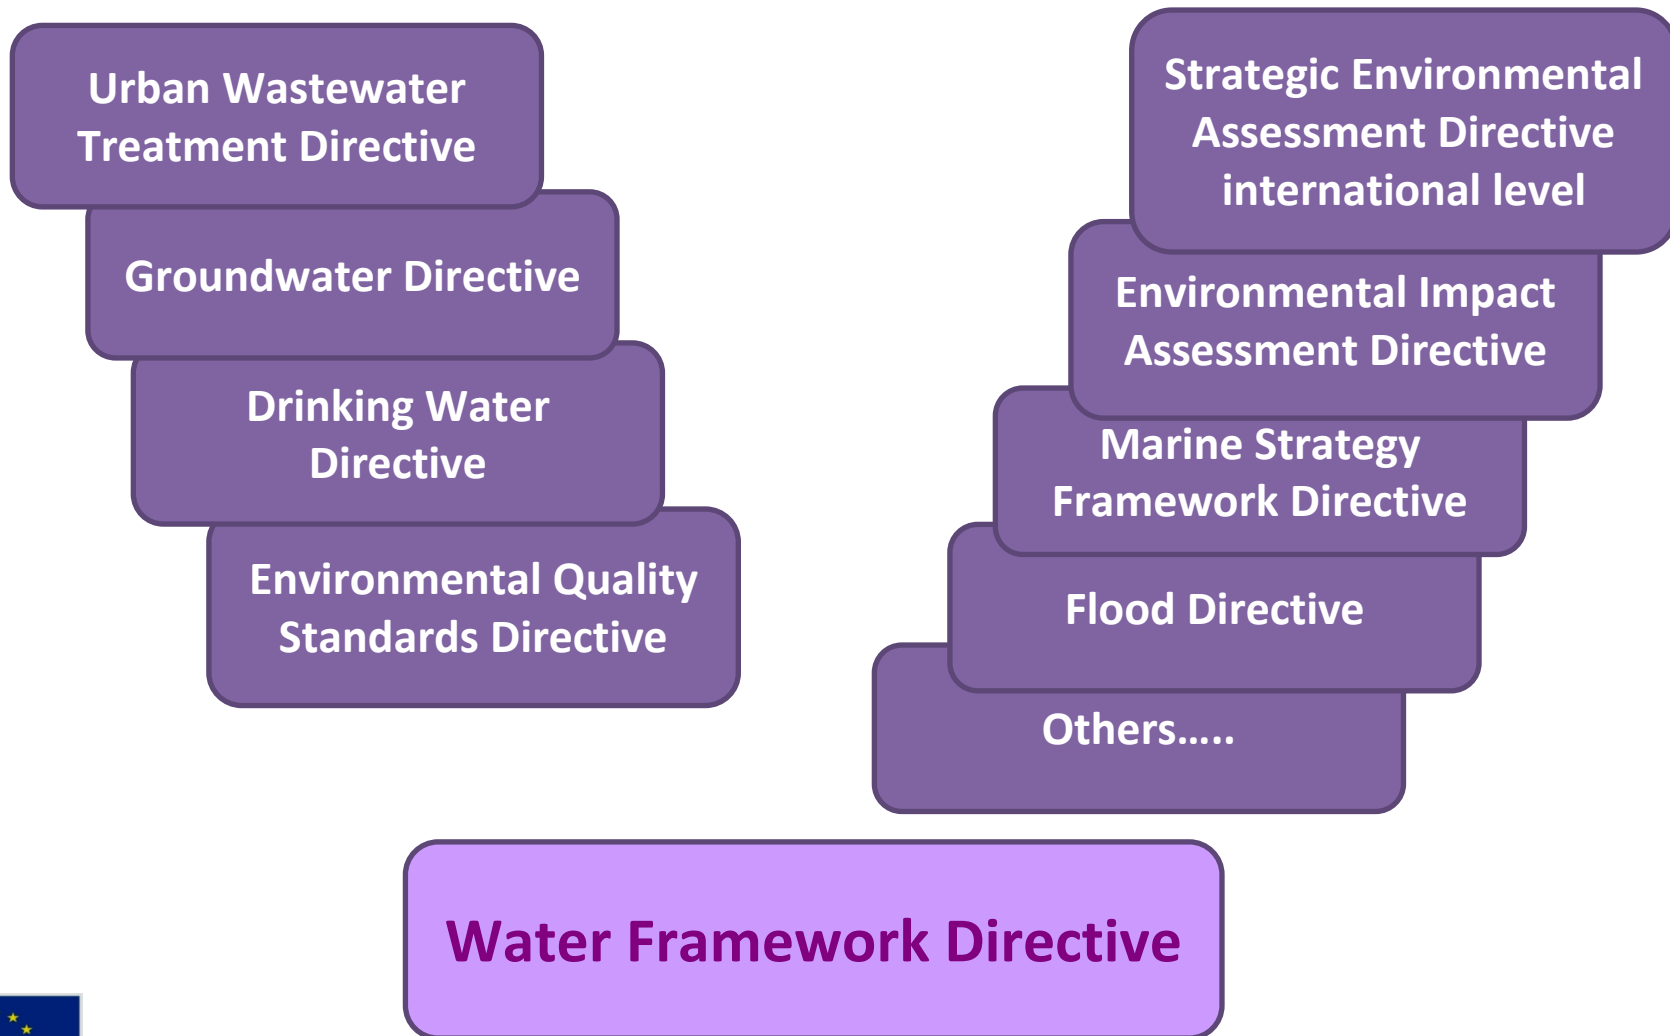 Urban Wastewater
Treatment Directive
Groundwater Directive
Drinking Water
Directive
Environmental Quality
Standards Directive
Strategic Environmental
Assessment Directive
international level
Environmental Impact
Assessment Directive
Marine Strategy
Framework Directive
Flood Directive
Others.....
Water Framework Directive